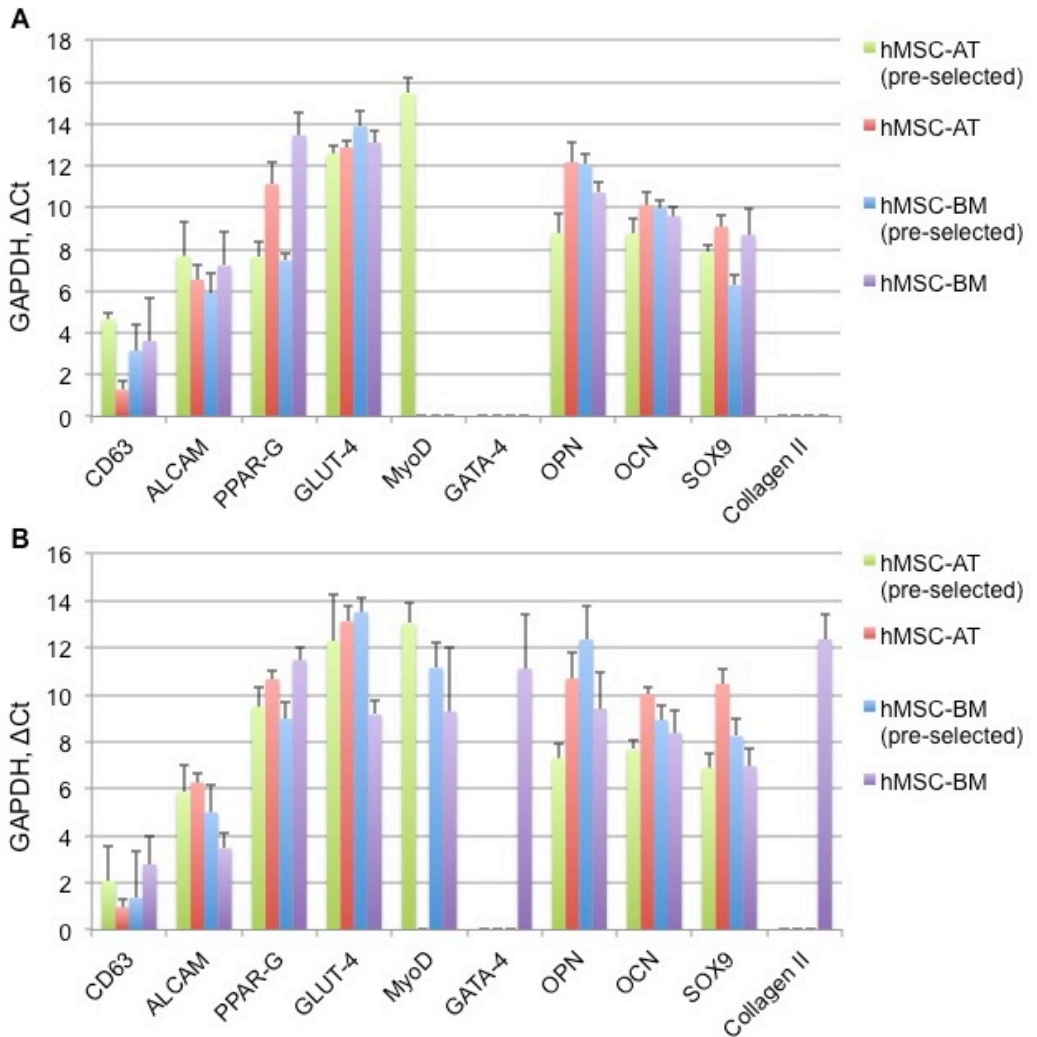 A
18
16
14
12
10
8
6
4
2
0
GAPDH, ΔCt
CD63
ALCAM
PPAR-G
GLUT-4
MyoD
GATA-4
OPN
OCN
SOX9
Collagen II
hMSC-AT
(pre-selected)
hMSC-AT
hMSC-BM
(pre-selected)
hMSC-BM
B
16
14
12
10
8
6
4
2
0
GAPDH, ΔCt
CD63
ALCAM
PPAR-G
GLUT-4
MyoD
GATA-4
OPN
OCN
SOX9
Collagen II
hMSC-AT
(pre-selected)
hMSC-AT
hMSC-BM
(pre-selected)
hMSC-BM